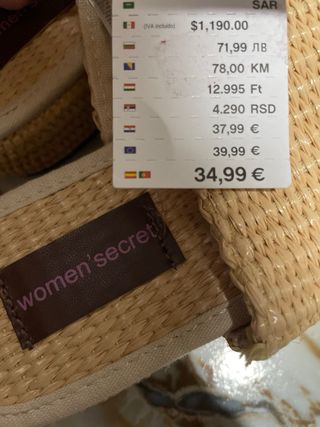 SAR
(IVA incluido) $1,190.00
71,99 ЛВ
78,00 KM
12.995 Ft
4.290 RSD
37,99 €
39,99 €
34,99 €
women'secret